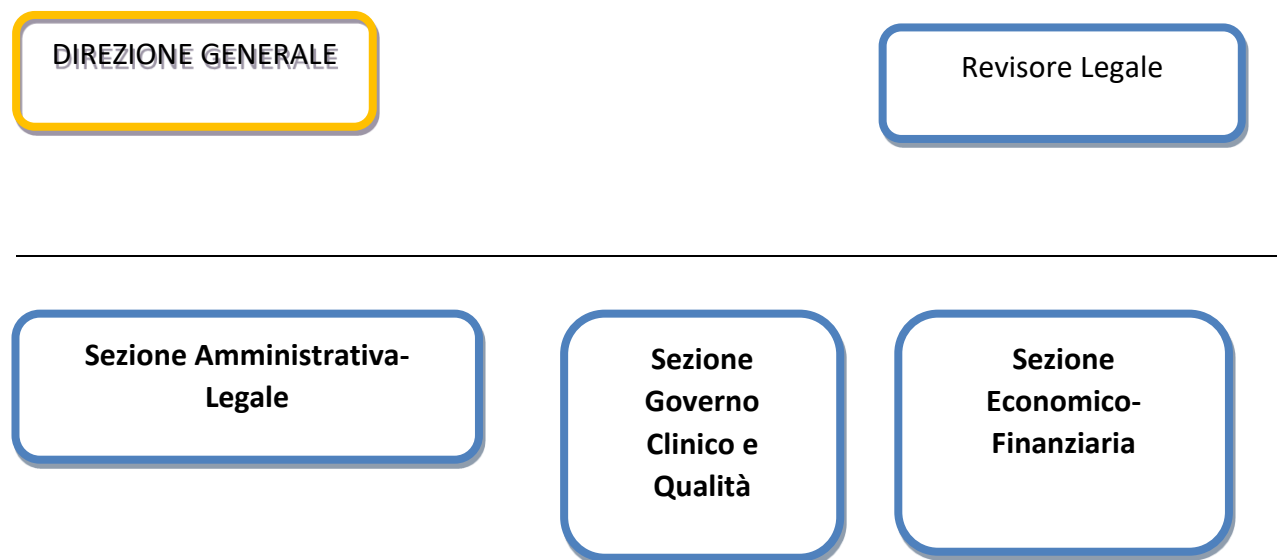 DIREZIONE GENERALE
Revisore Legale
Sezione Amministrativa-
Legale
Sezione
Governo
Clinico e
Qualità
Sezione
Economico-
Finanziaria